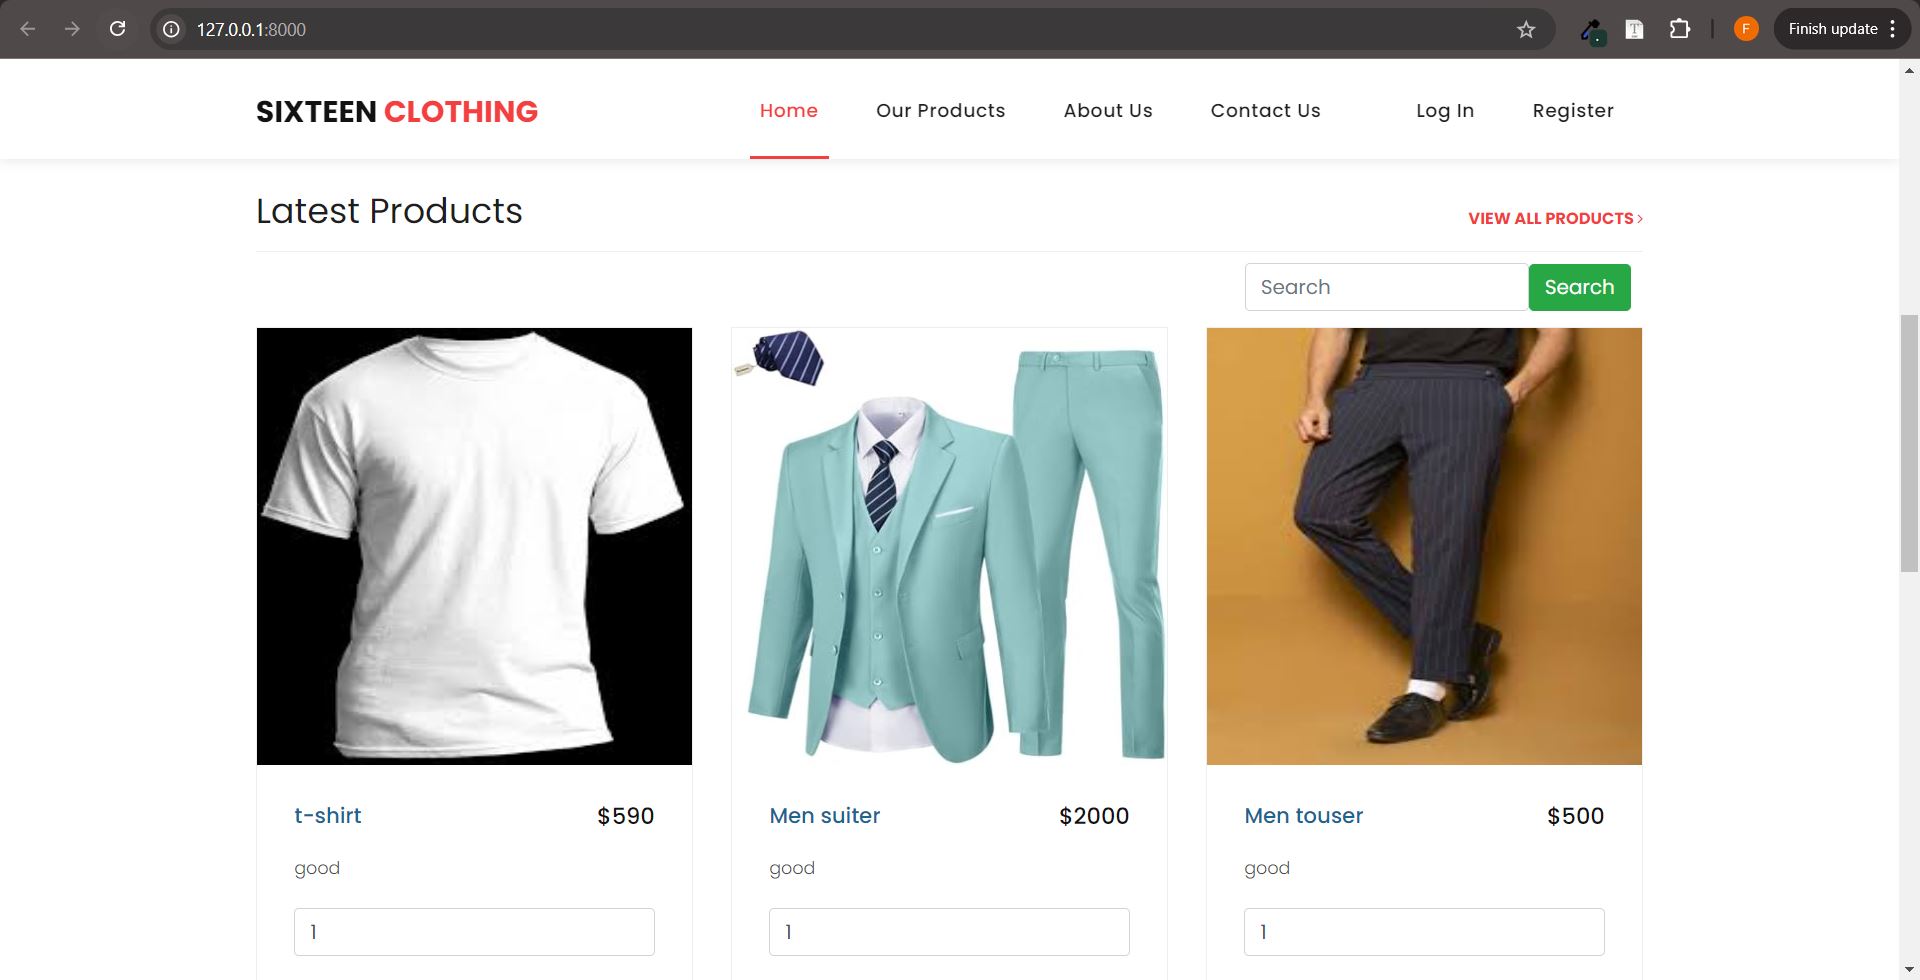 127.0.0.1:8000
F
Finish update
SIXTEEN CLOTHING
Home
Our Products
About Us
Contact Us
Log In
Register
Latest Products
VIEW ALL PRODUCTS
Search
Search
t-shirt
$590
good
1
Men suiter
$2000
good
1
Men touser
$500
good
1